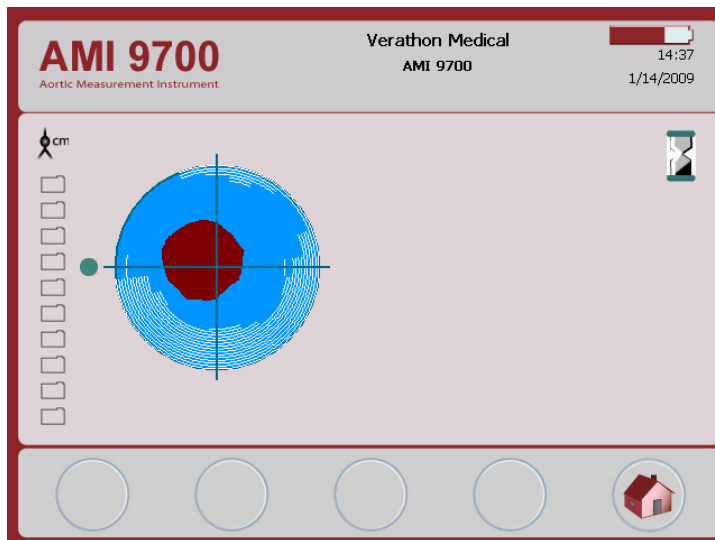 AMI 9700
Aortic Measurement Instrument
Verathon Medical
AMI 9700
14:37
1/14/2009
cm